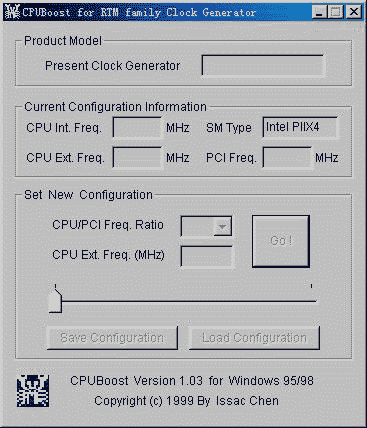 CPUBoost for RTM family Clock Generator
Product Model
Present Clock Generator
Current Configuration Information
CPU Int. Freq. MHz SM Type Intel PIIX4
CPU Ext. Freq. MHz PCI Freq. MHz
Set New Configuration
CPU/PCI Freq. Ratio
Go !
CPU Ext. Freq. (MHz)
Save Configuration Load Configuration
CPUBoost Version 1.03 for Windows 95/98
Copyright (c) 1999 By Issac Chen